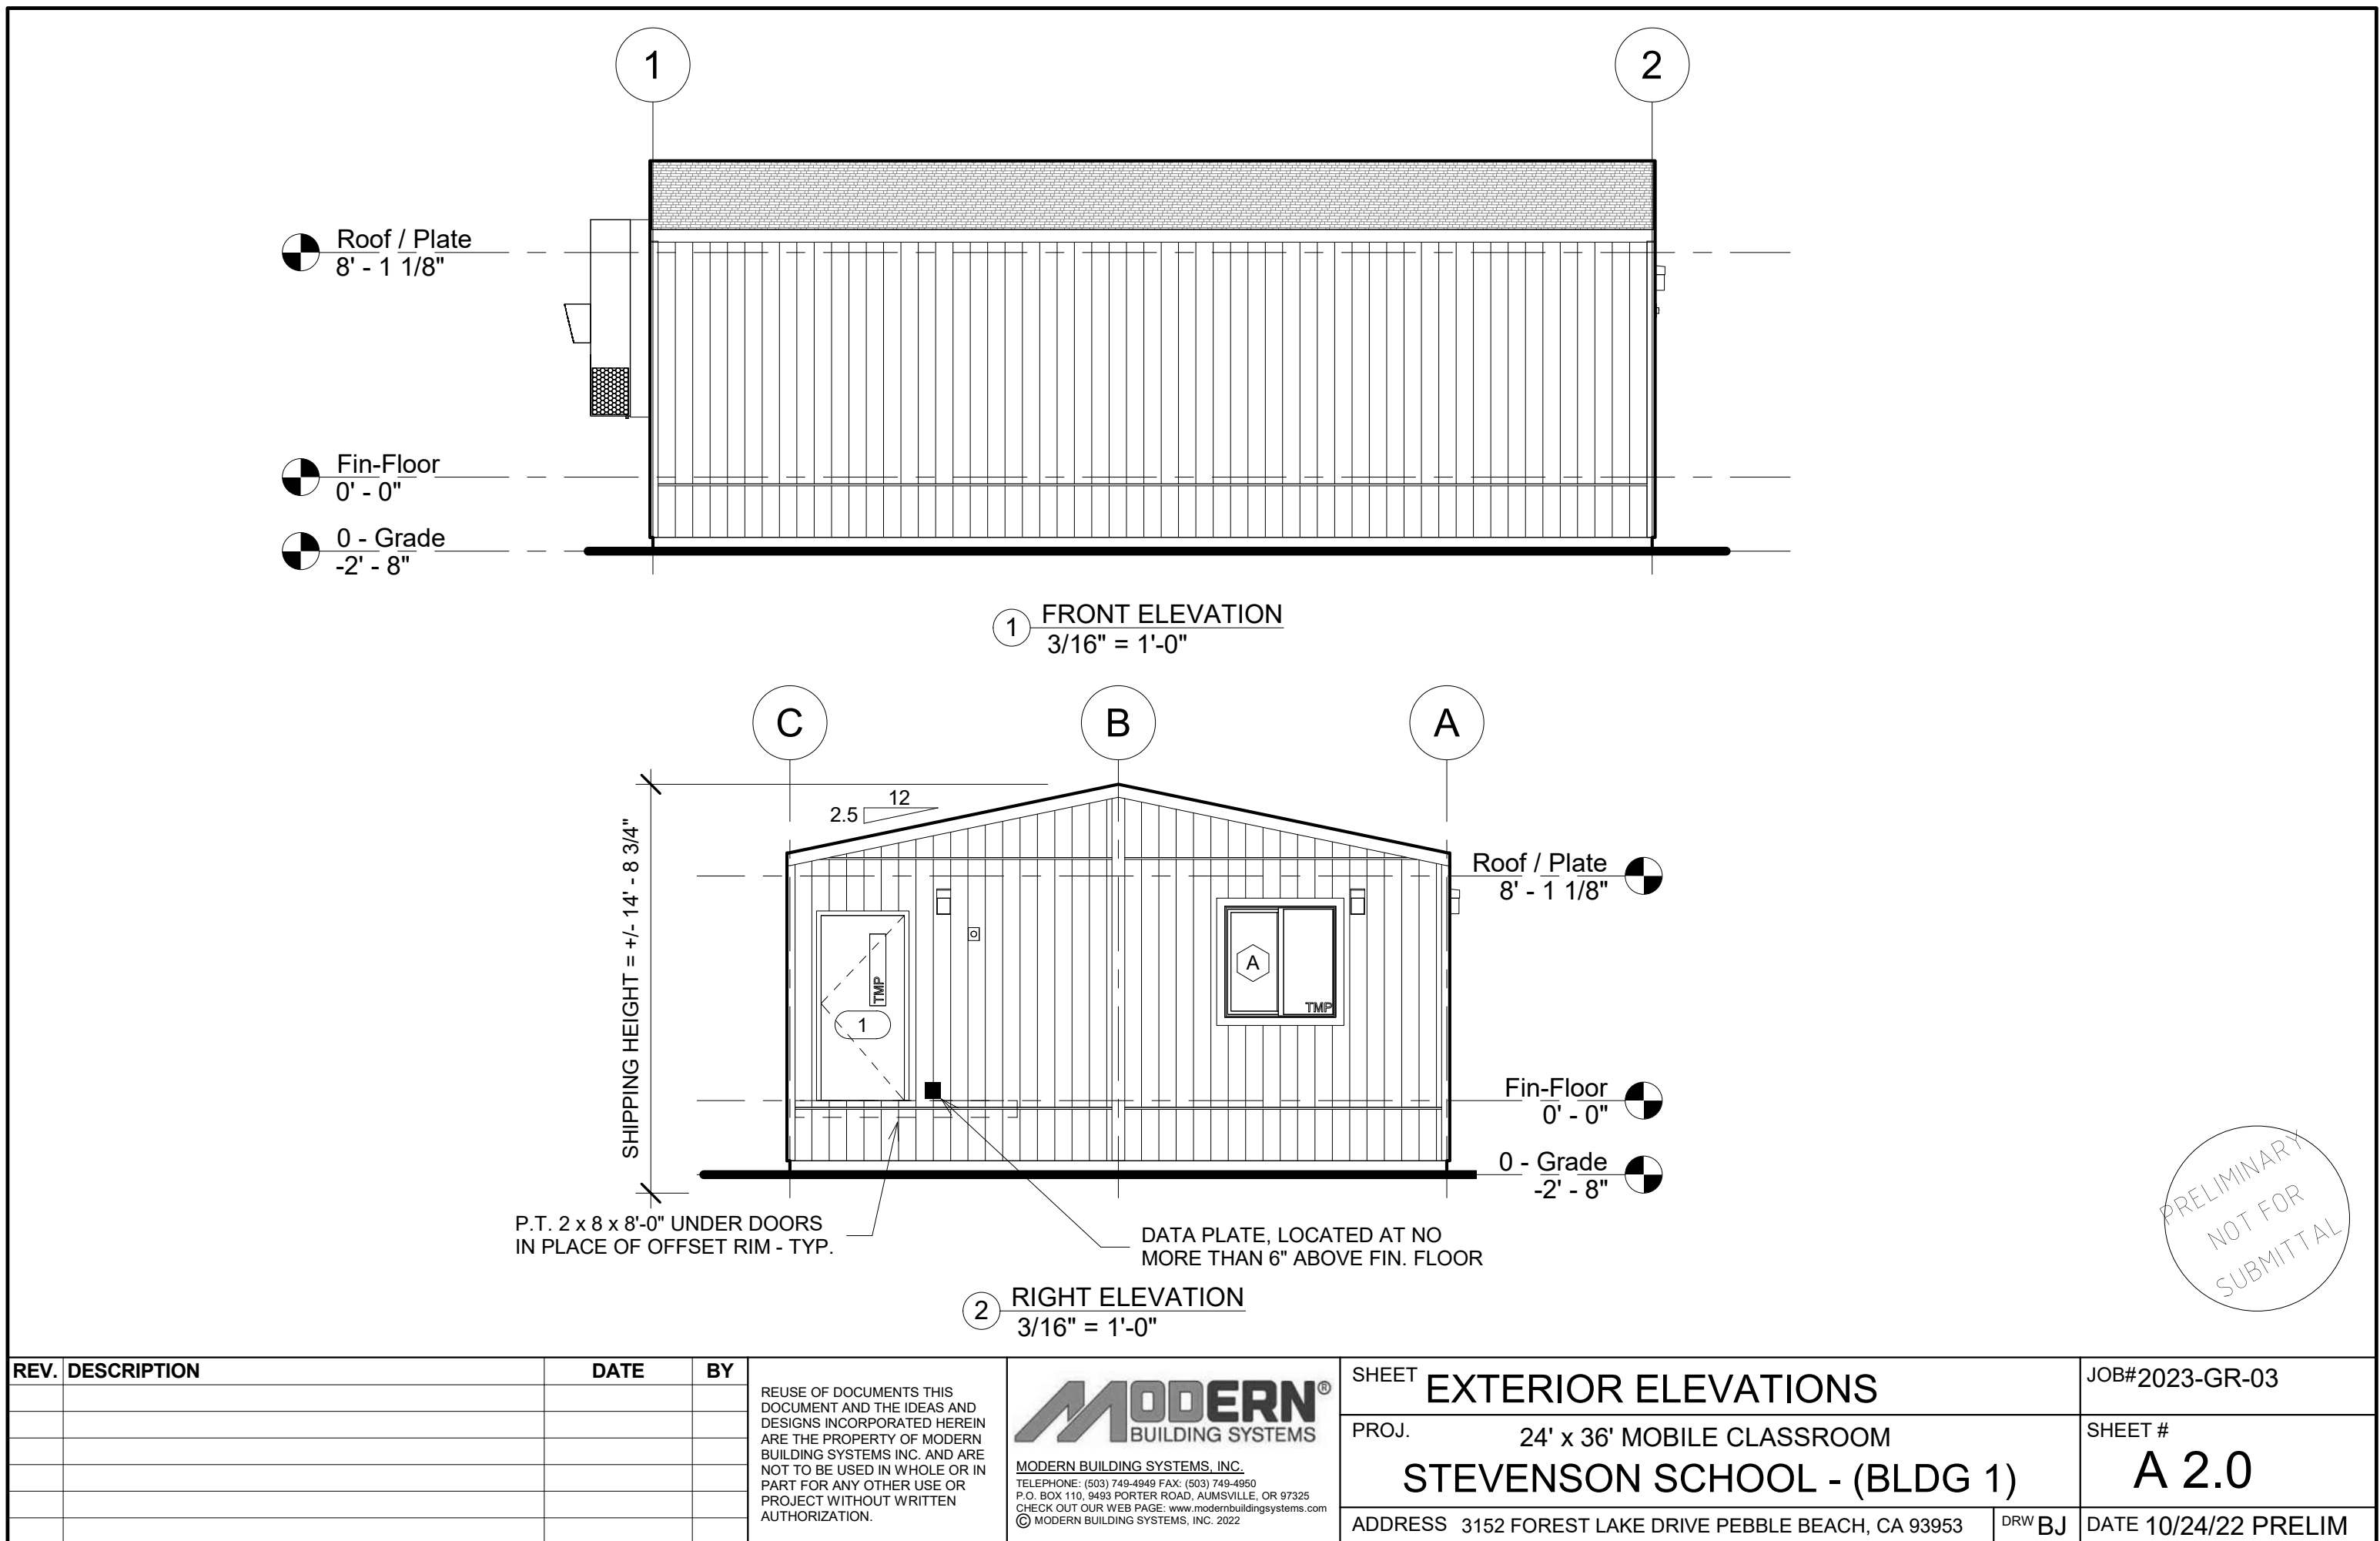 1
2
Roof / Plate
8' - 1 1/8"
Fin-Floor
0' - 0"
0 - Grade
-2' - 8"
1 FRONT ELEVATION
3/16" = 1'-0"
C
B
A
SHIPPING HEIGHT = +/- 14' - 8 3/4"
12
2.5
Roof / Plate
8' - 1 1/8"
TMP
1
A
TMP
Fin-Floor
0' - 0"
0 - Grade
-2' - 8"
P.T. 2 x 8 x 8'-0" UNDER DOORS
IN PLACE OF OFFSET RIM - TYP.
DATA PLATE, LOCATED AT NO
MORE THAN 6" ABOVE FIN. FLOOR
2 RIGHT ELEVATION
3/16" = 1'-0"
PRELIMINARY
NOT FOR
SUBMITTAL
REV. DESCRIPTION DATE BY
REUSE OF DOCUMENTS THIS
DOCUMENT AND THE IDEAS AND
DESIGNS INCORPORATED HEREIN
ARE THE PROPERTY OF MODERN
BUILDING SYSTEMS INC. AND ARE
NOT TO BE USED IN WHOLE OR IN
PART FOR ANY OTHER USE OR
PROJECT WITHOUT WRITTEN
AUTHORIZATION.
MODERN®
BUILDING SYSTEMS
MODERN BUILDING SYSTEMS, INC.
TELEPHONE: (503) 749-4949 FAX: (503) 749-4950
P.O. BOX 110, 9493 PORTER ROAD, AUMSVILLE, OR 97325
CHECK OUT OUR WEB PAGE: www.modernbuildingsystems.com
© MODERN BUILDING SYSTEMS, INC. 2022
SHEET EXTERIOR ELEVATIONS
PROJ. 24' x 36' MOBILE CLASSROOM
STEVENSON SCHOOL - (BLDG 1)
ADDRESS 3152 FOREST LAKE DRIVE PEBBLE BEACH, CA 93953
DRW BJ
JOB# 2023-GR-03
SHEET #
A 2.0
DATE 10/24/22 PRELIM